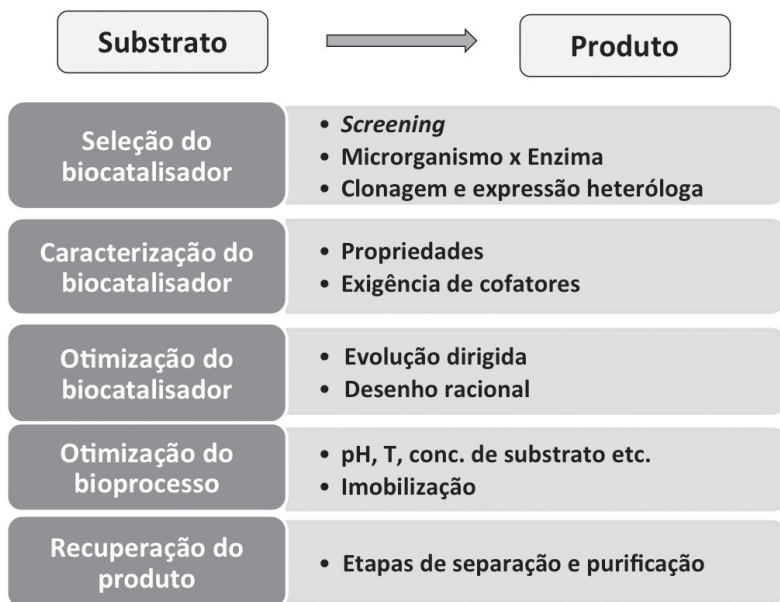 Substrato
Produto
Seleção do
biocatalisador
• Screening
• Microrganismo x Enzima
• Clonagem e expressão heteróloga
Caracterização do
biocatalisador
• Propriedades
• Exigência de cofatores
Otimização do
biocatalisador
• Evolução dirigida
• Desenho racional
Otimização do
bioprocesso
• pH, T, conc. de substrato etc.
• Imobilização
Recuperação do
produto
• Etapas de separação e purificação